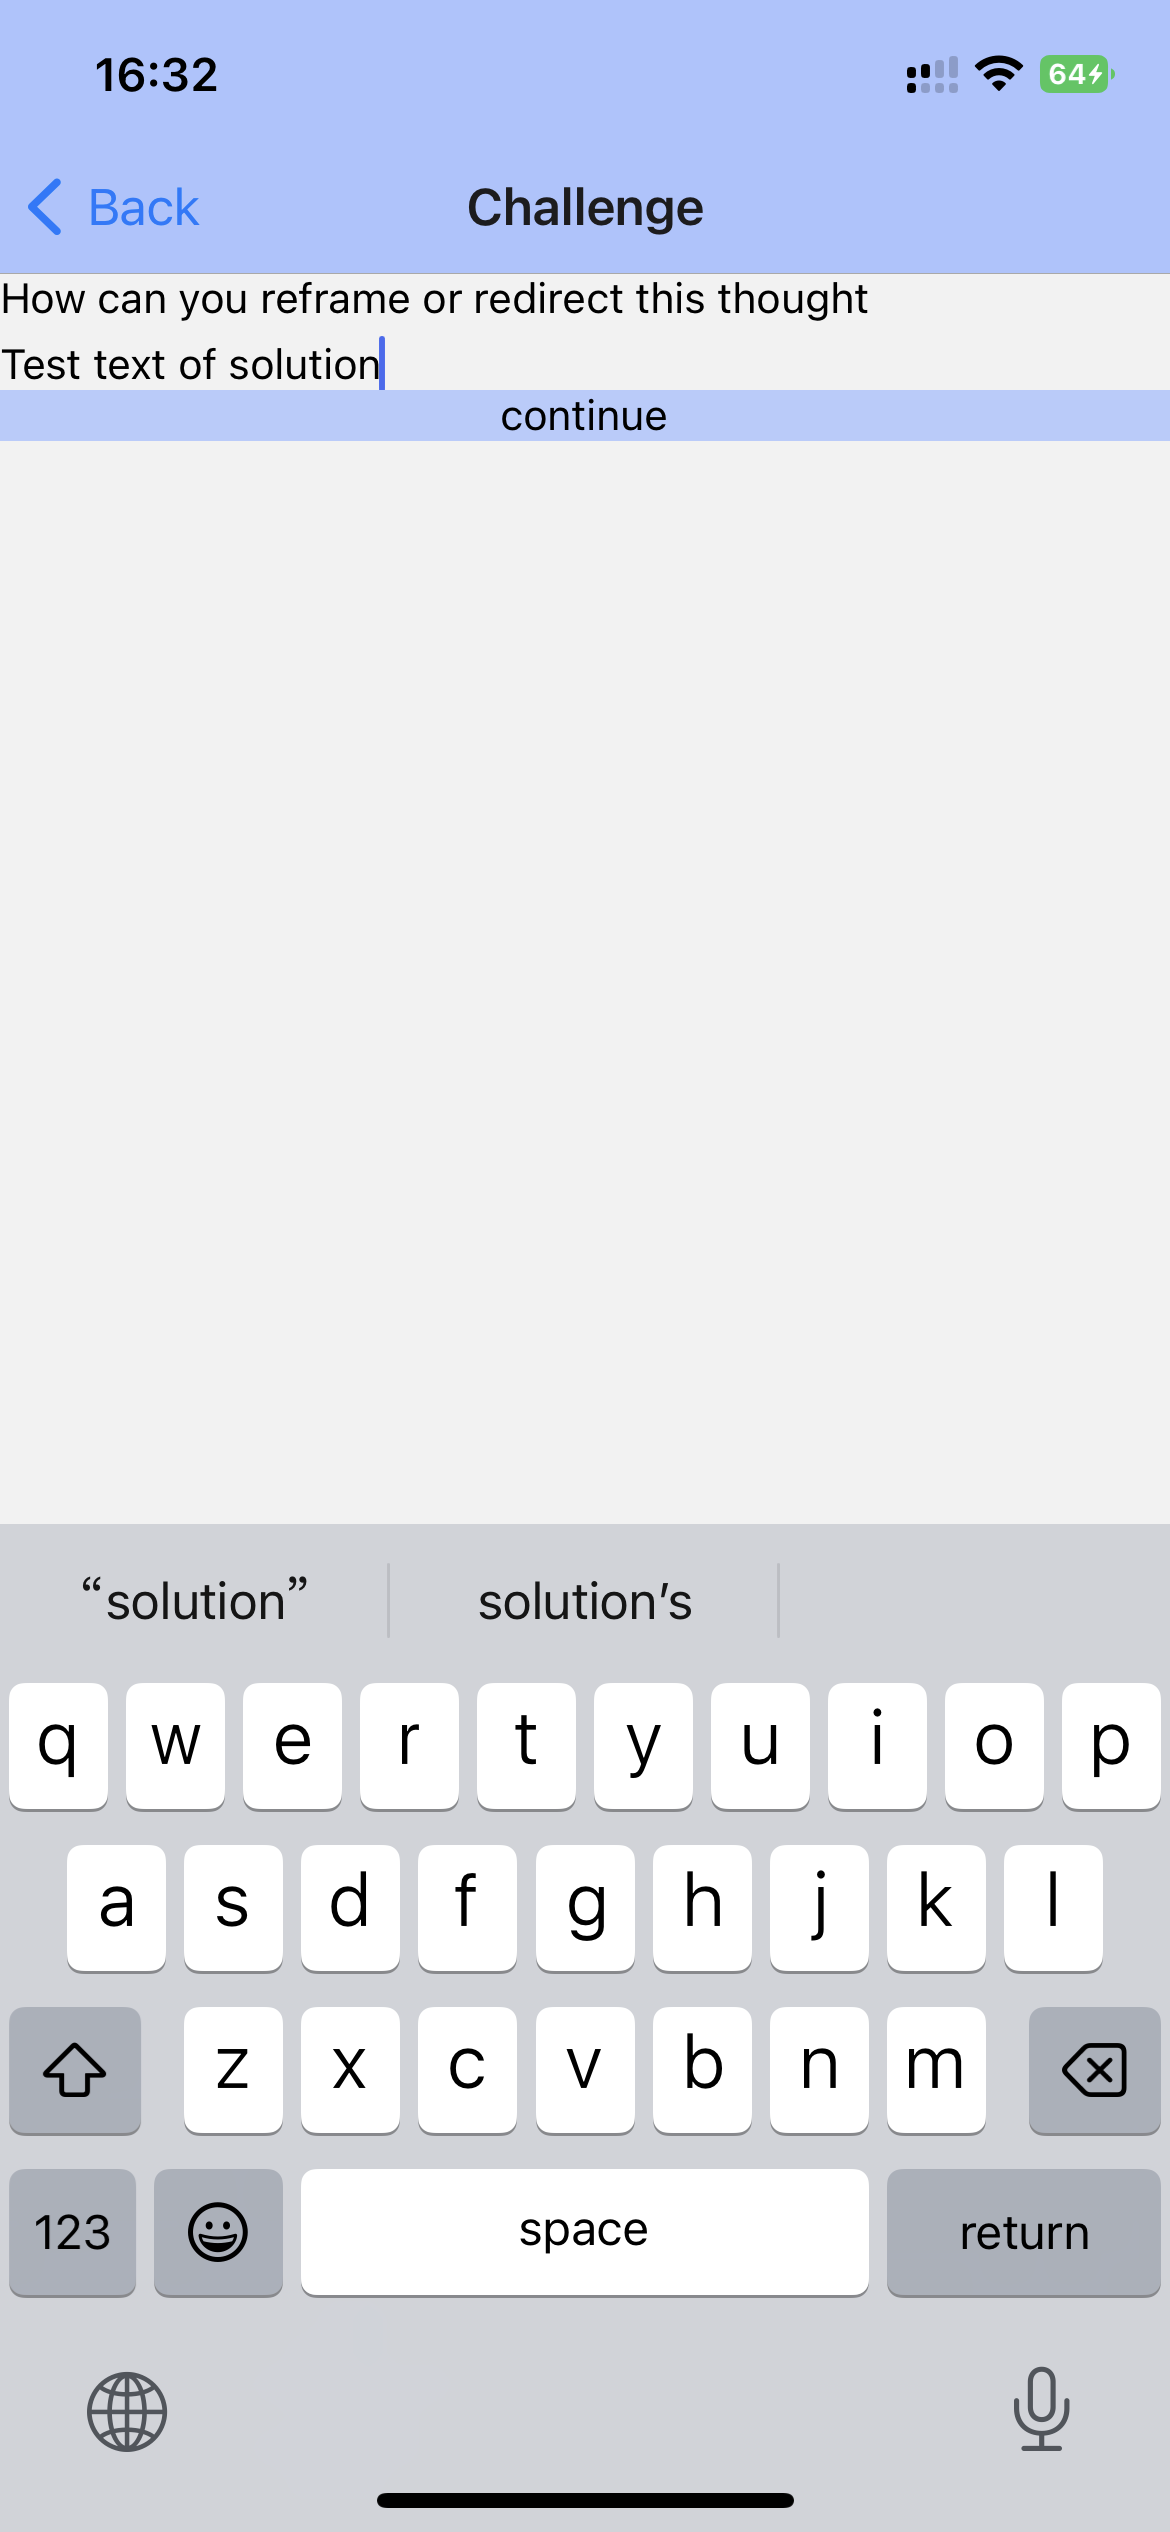 16:32
64
Back
Challenge
How can you reframe or redirect this thought
Test text of solution
continue
“solution”
solution’s
q w e r t y u i o p
a s d f g h j k l
z x c v b n m
123
space
return